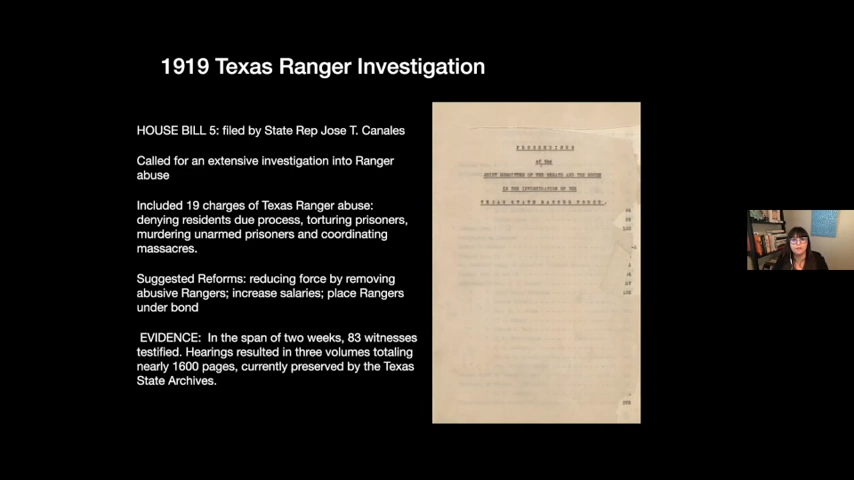 1919 Texas Ranger Investigation
HOUSE BILL 5: filed by State Rep Jose T. Canales
Called for an extensive investigation into Ranger
abuse
Included 19 charges of Texas Ranger abuse:
denying residents due process, torturing prisoners,
murdering unarmed prisoners and coordinating
massacres.
Suggested Reforms: reducing force by removing
abusive Rangers; increase salaries; place Rangers
under bond
EVIDENCE: In the span of two weeks, 83 witnesses
testified. Hearings resulted in three volumes totaling
nearly 1600 pages, currently preserved by the Texas
State Archives.
PROCEEDINGS
of the
JOINT COMMITTEE OF THE SENATE AND THE HOUSE
IN THE INVESTIGATION OF THE
TEXAS STATE RANGER FORCE.